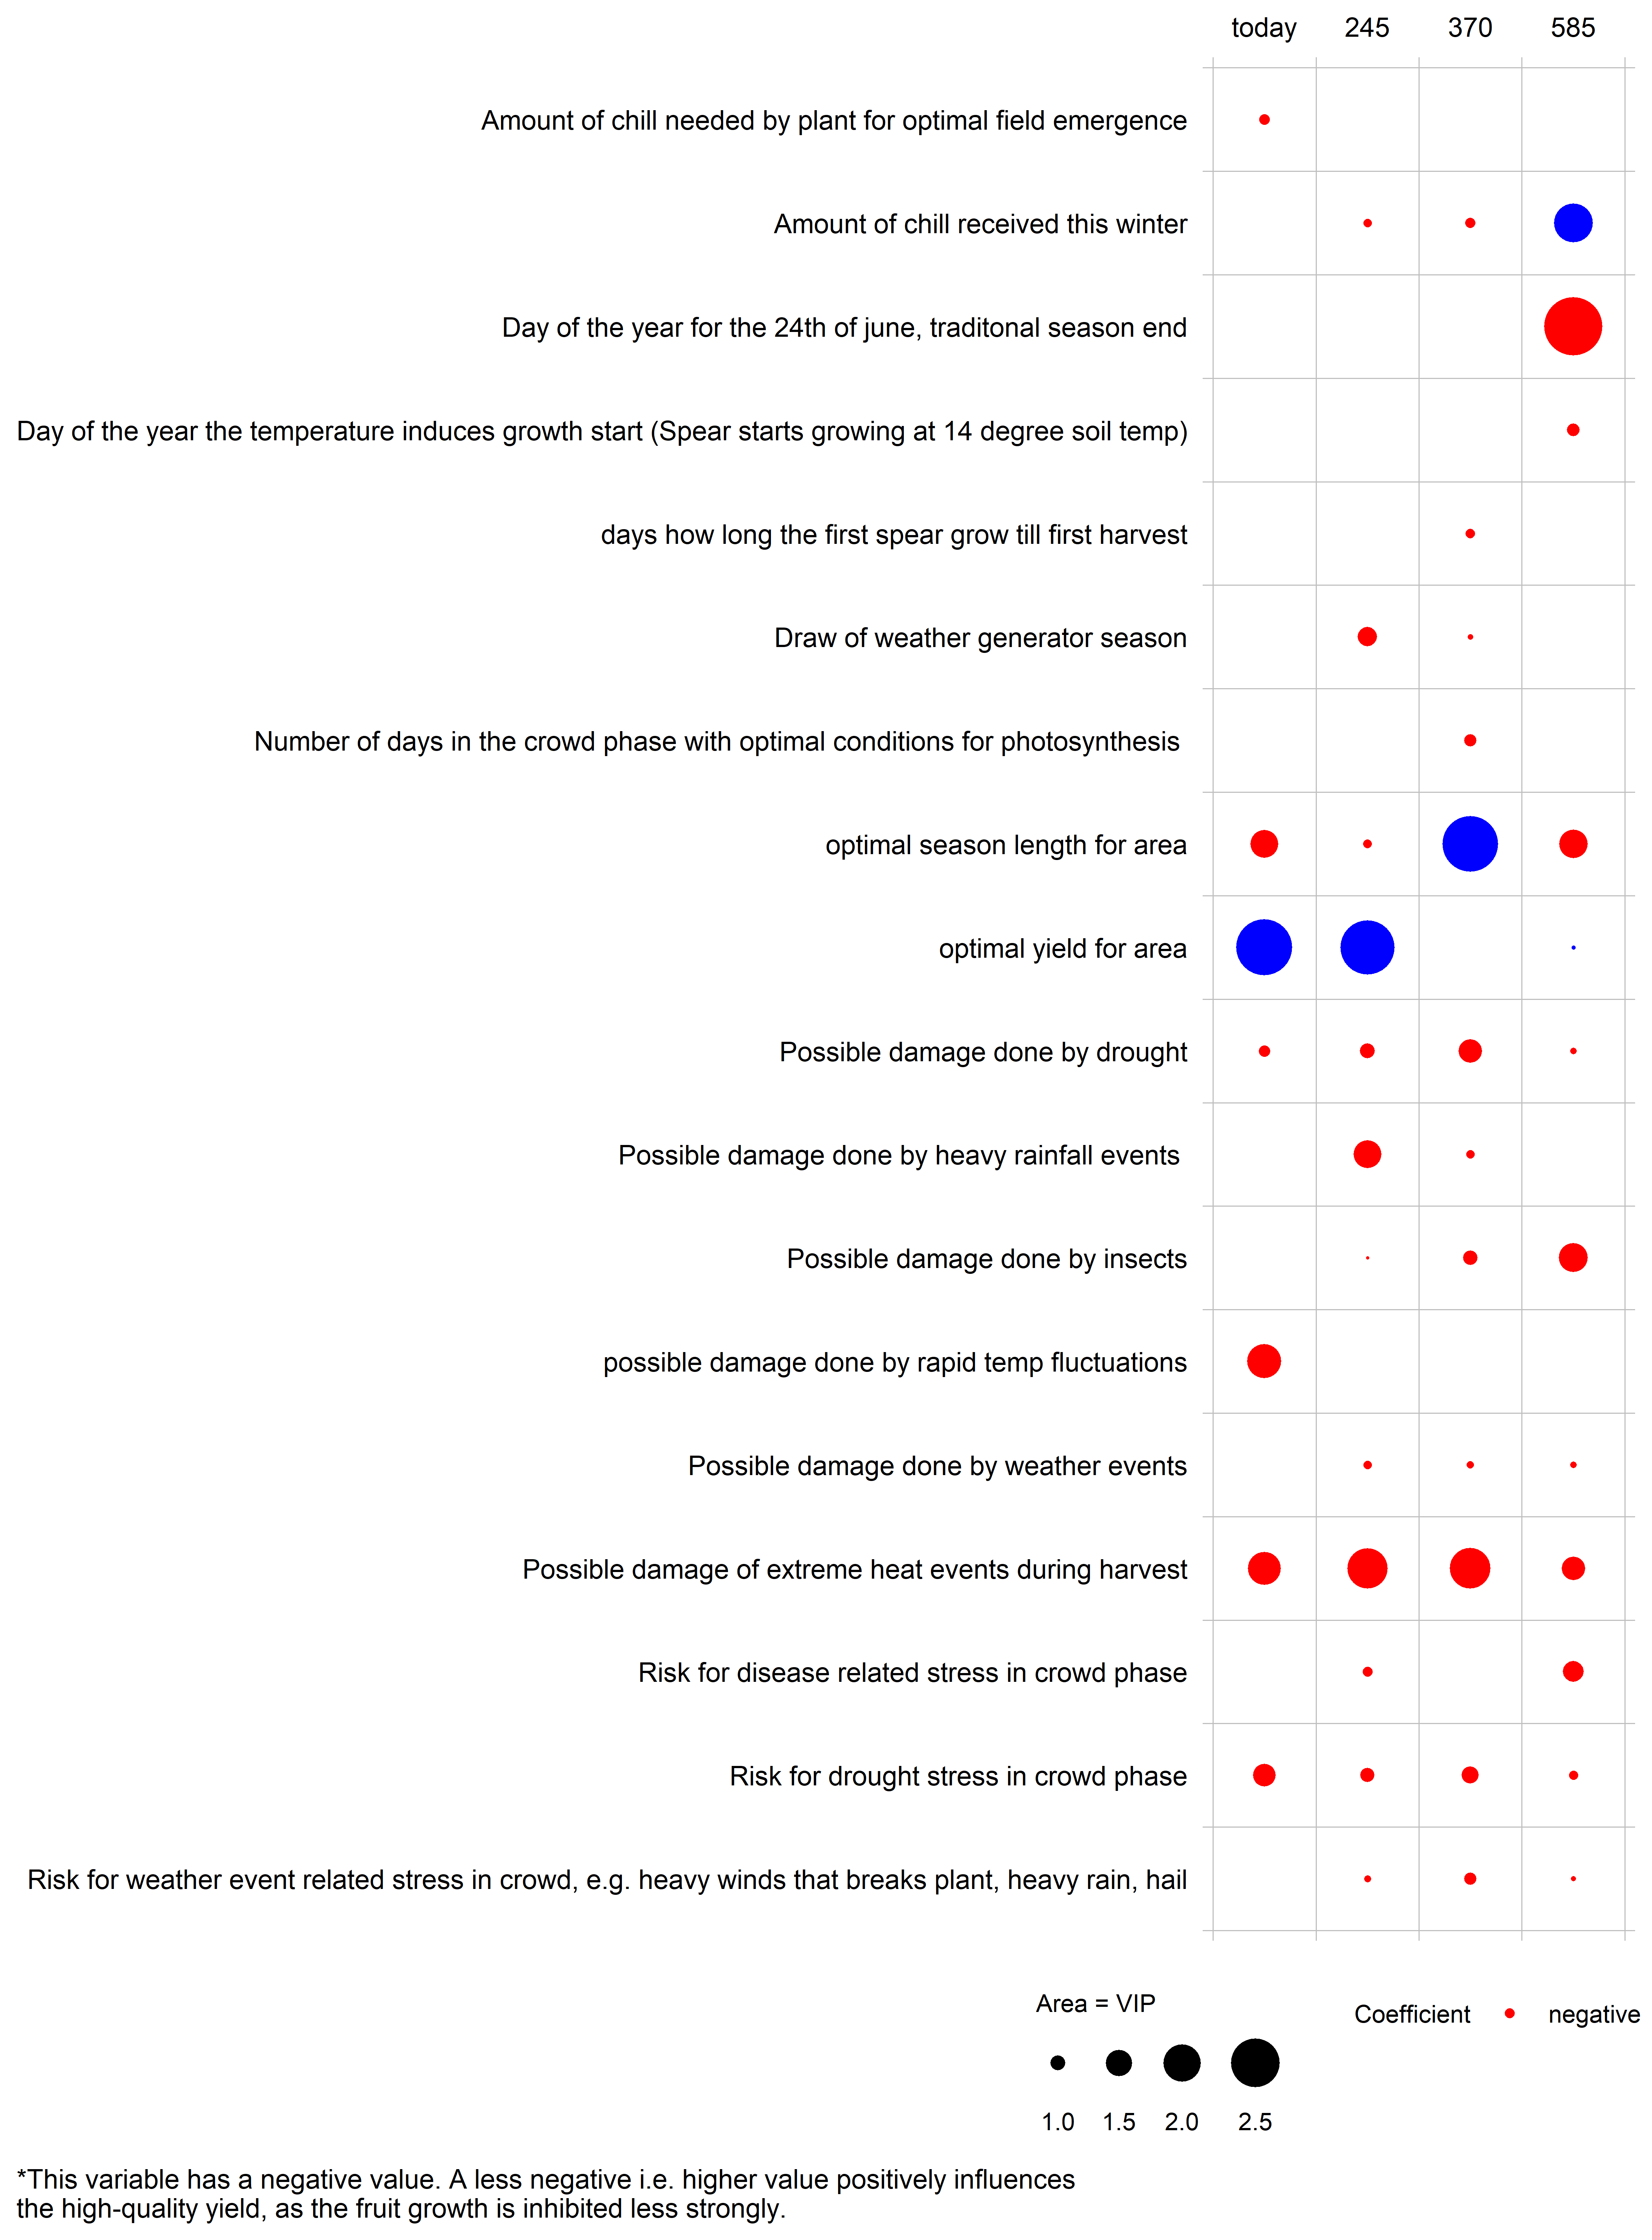 today 245 370 585
Amount of chill needed by plant for optimal field emergence
Amount of chill received this winter
Day of the year for the 24th of june, traditonal season end
Day of the year the temperature induces growth start (Spear starts growing at 14 degree soil temp)
days how long the first spear grow till first harvest
Draw of weather generator season
Number of days in the crowd phase with optimal conditions for photosynthesis
optimal season length for area
optimal yield for area
Possible damage done by drought
Possible damage done by heavy rainfall events
Possible damage done by insects
possible damage done by rapid temp fluctuations
Possible damage done by weather events
Possible damage of extreme heat events during harvest
Risk for disease related stress in crowd phase
Risk for drought stress in crowd phase
Risk for weather event related stress in crowd, e.g. heavy winds that breaks plant, heavy rain, hail
Area = VIP
Coefficient negative
1.0 1.5 2.0 2.5
*This variable has a negative value. A less negative i.e. higher value positively influences
the high-quality yield, as the fruit growth is inhibited less strongly.